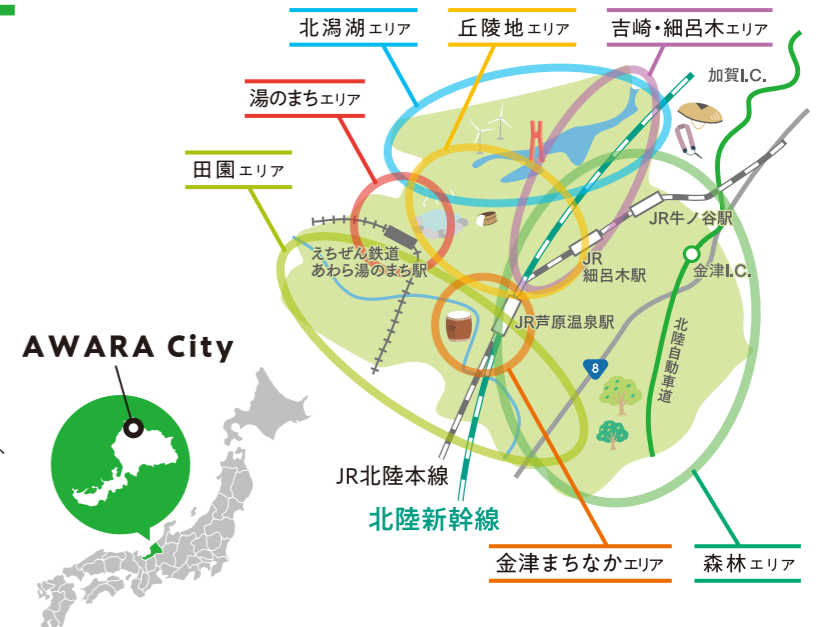 北潟湖エリア
丘陵地エリア
吉崎・細呂木エリア
加賀I.C.
湯のまちエリア
田園エリア
JR牛ノ谷駅
えちぜん鉄道
あわら湯のまち駅
JR
細呂木駅
金津I.C.
JR芦原温泉駅
北陸自動車道
8
AWARA City
JR北陸本線
北陸新幹線
金津まちなかエリア
森林エリア